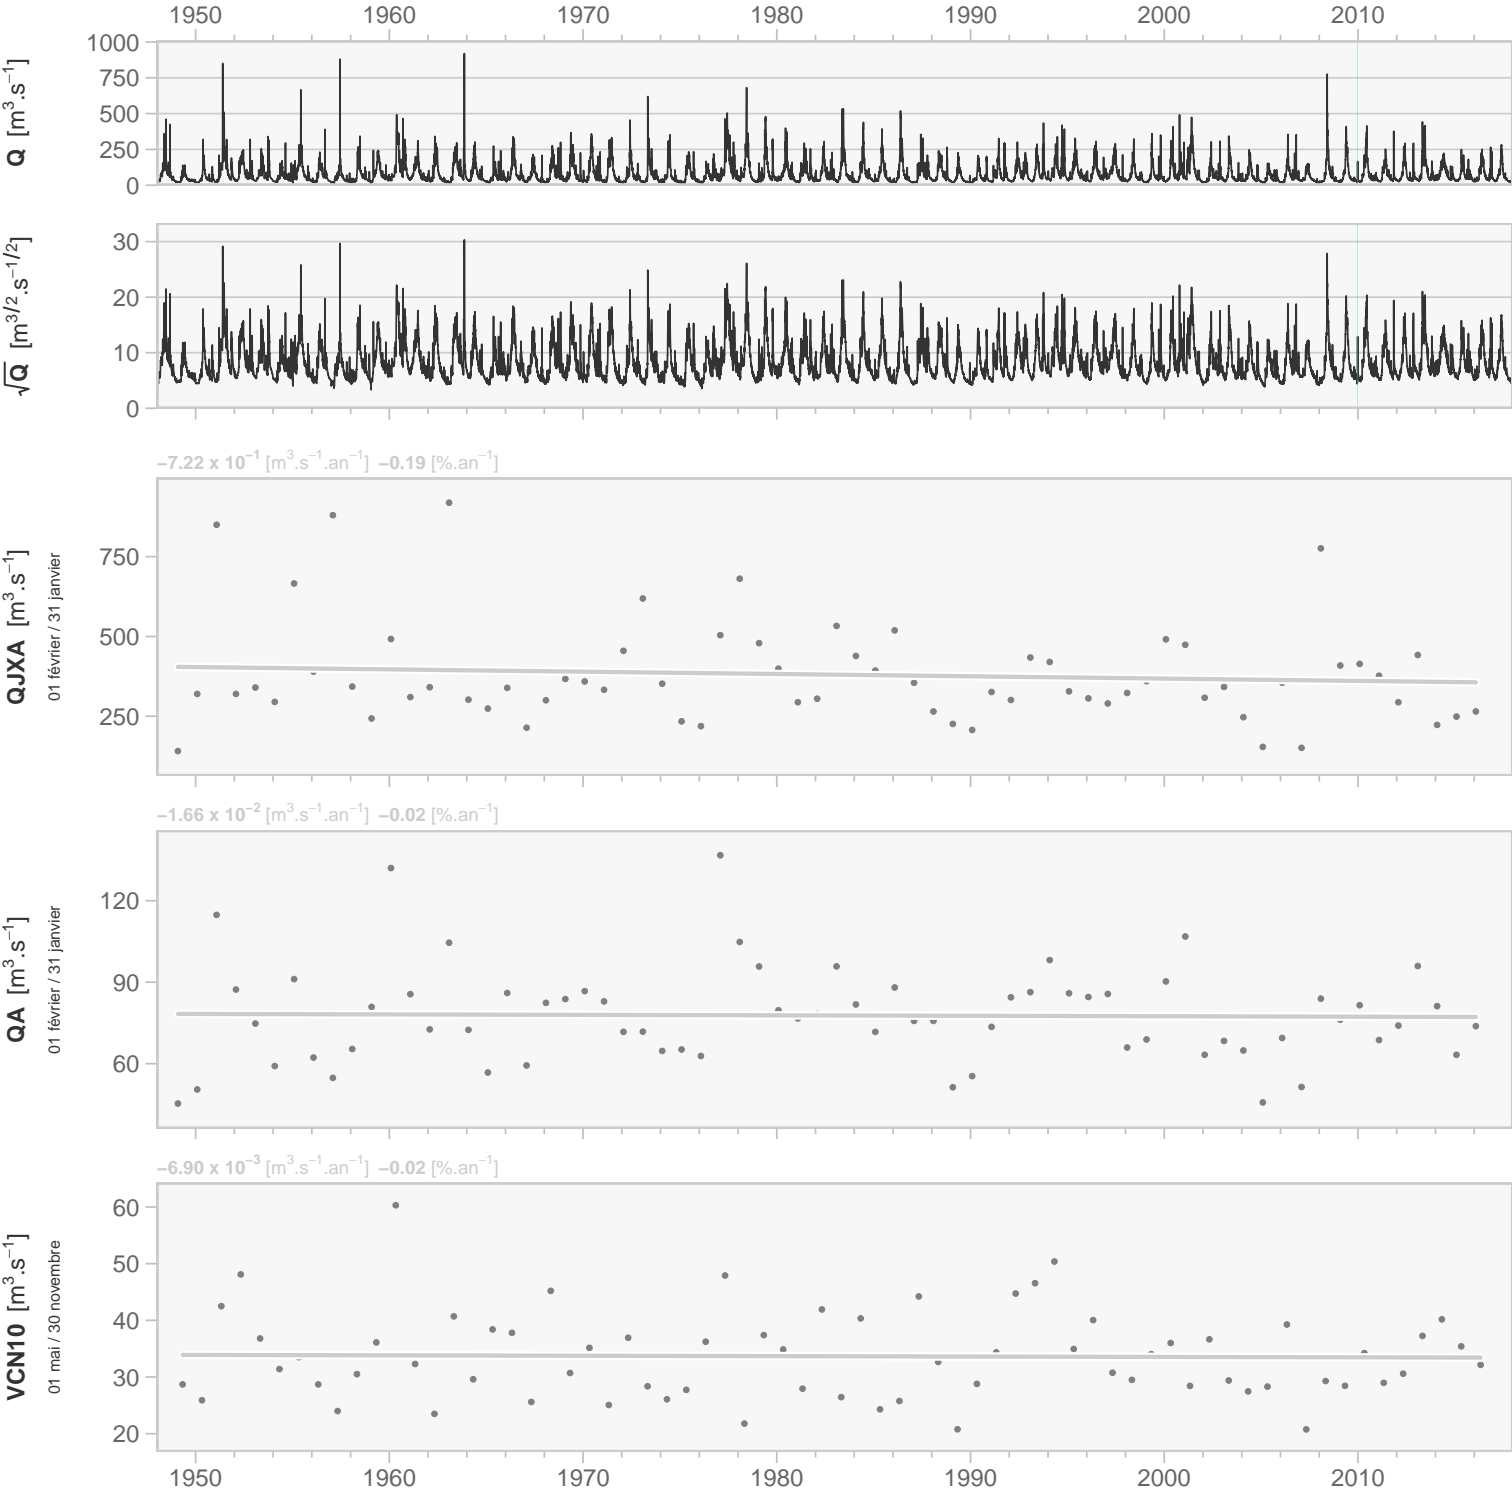 1950 1960 1970 1980 1990 2000 2010
Q [m³.s⁻¹]
1000
750
500
250
0
√Q [m³ᐟ².s⁻¹ᐟ²]
30
20
10
0
−7.22 x 10⁻¹ [m³.s⁻¹.an⁻¹] −0.19 [%.an⁻¹]
QJXA [m³.s⁻¹]
01 février / 31 janvier
750
500
250
−1.66 x 10⁻² [m³.s⁻¹.an⁻¹] −0.02 [%.an⁻¹]
QA [m³.s⁻¹]
01 février / 31 janvier
120
90
60
−6.90 x 10⁻³ [m³.s⁻¹.an⁻¹] −0.02 [%.an⁻¹]
VCN10 [m³.s⁻¹]
01 mai / 30 novembre
60
50
40
30
20
1950 1960 1970 1980 1990 2000 2010